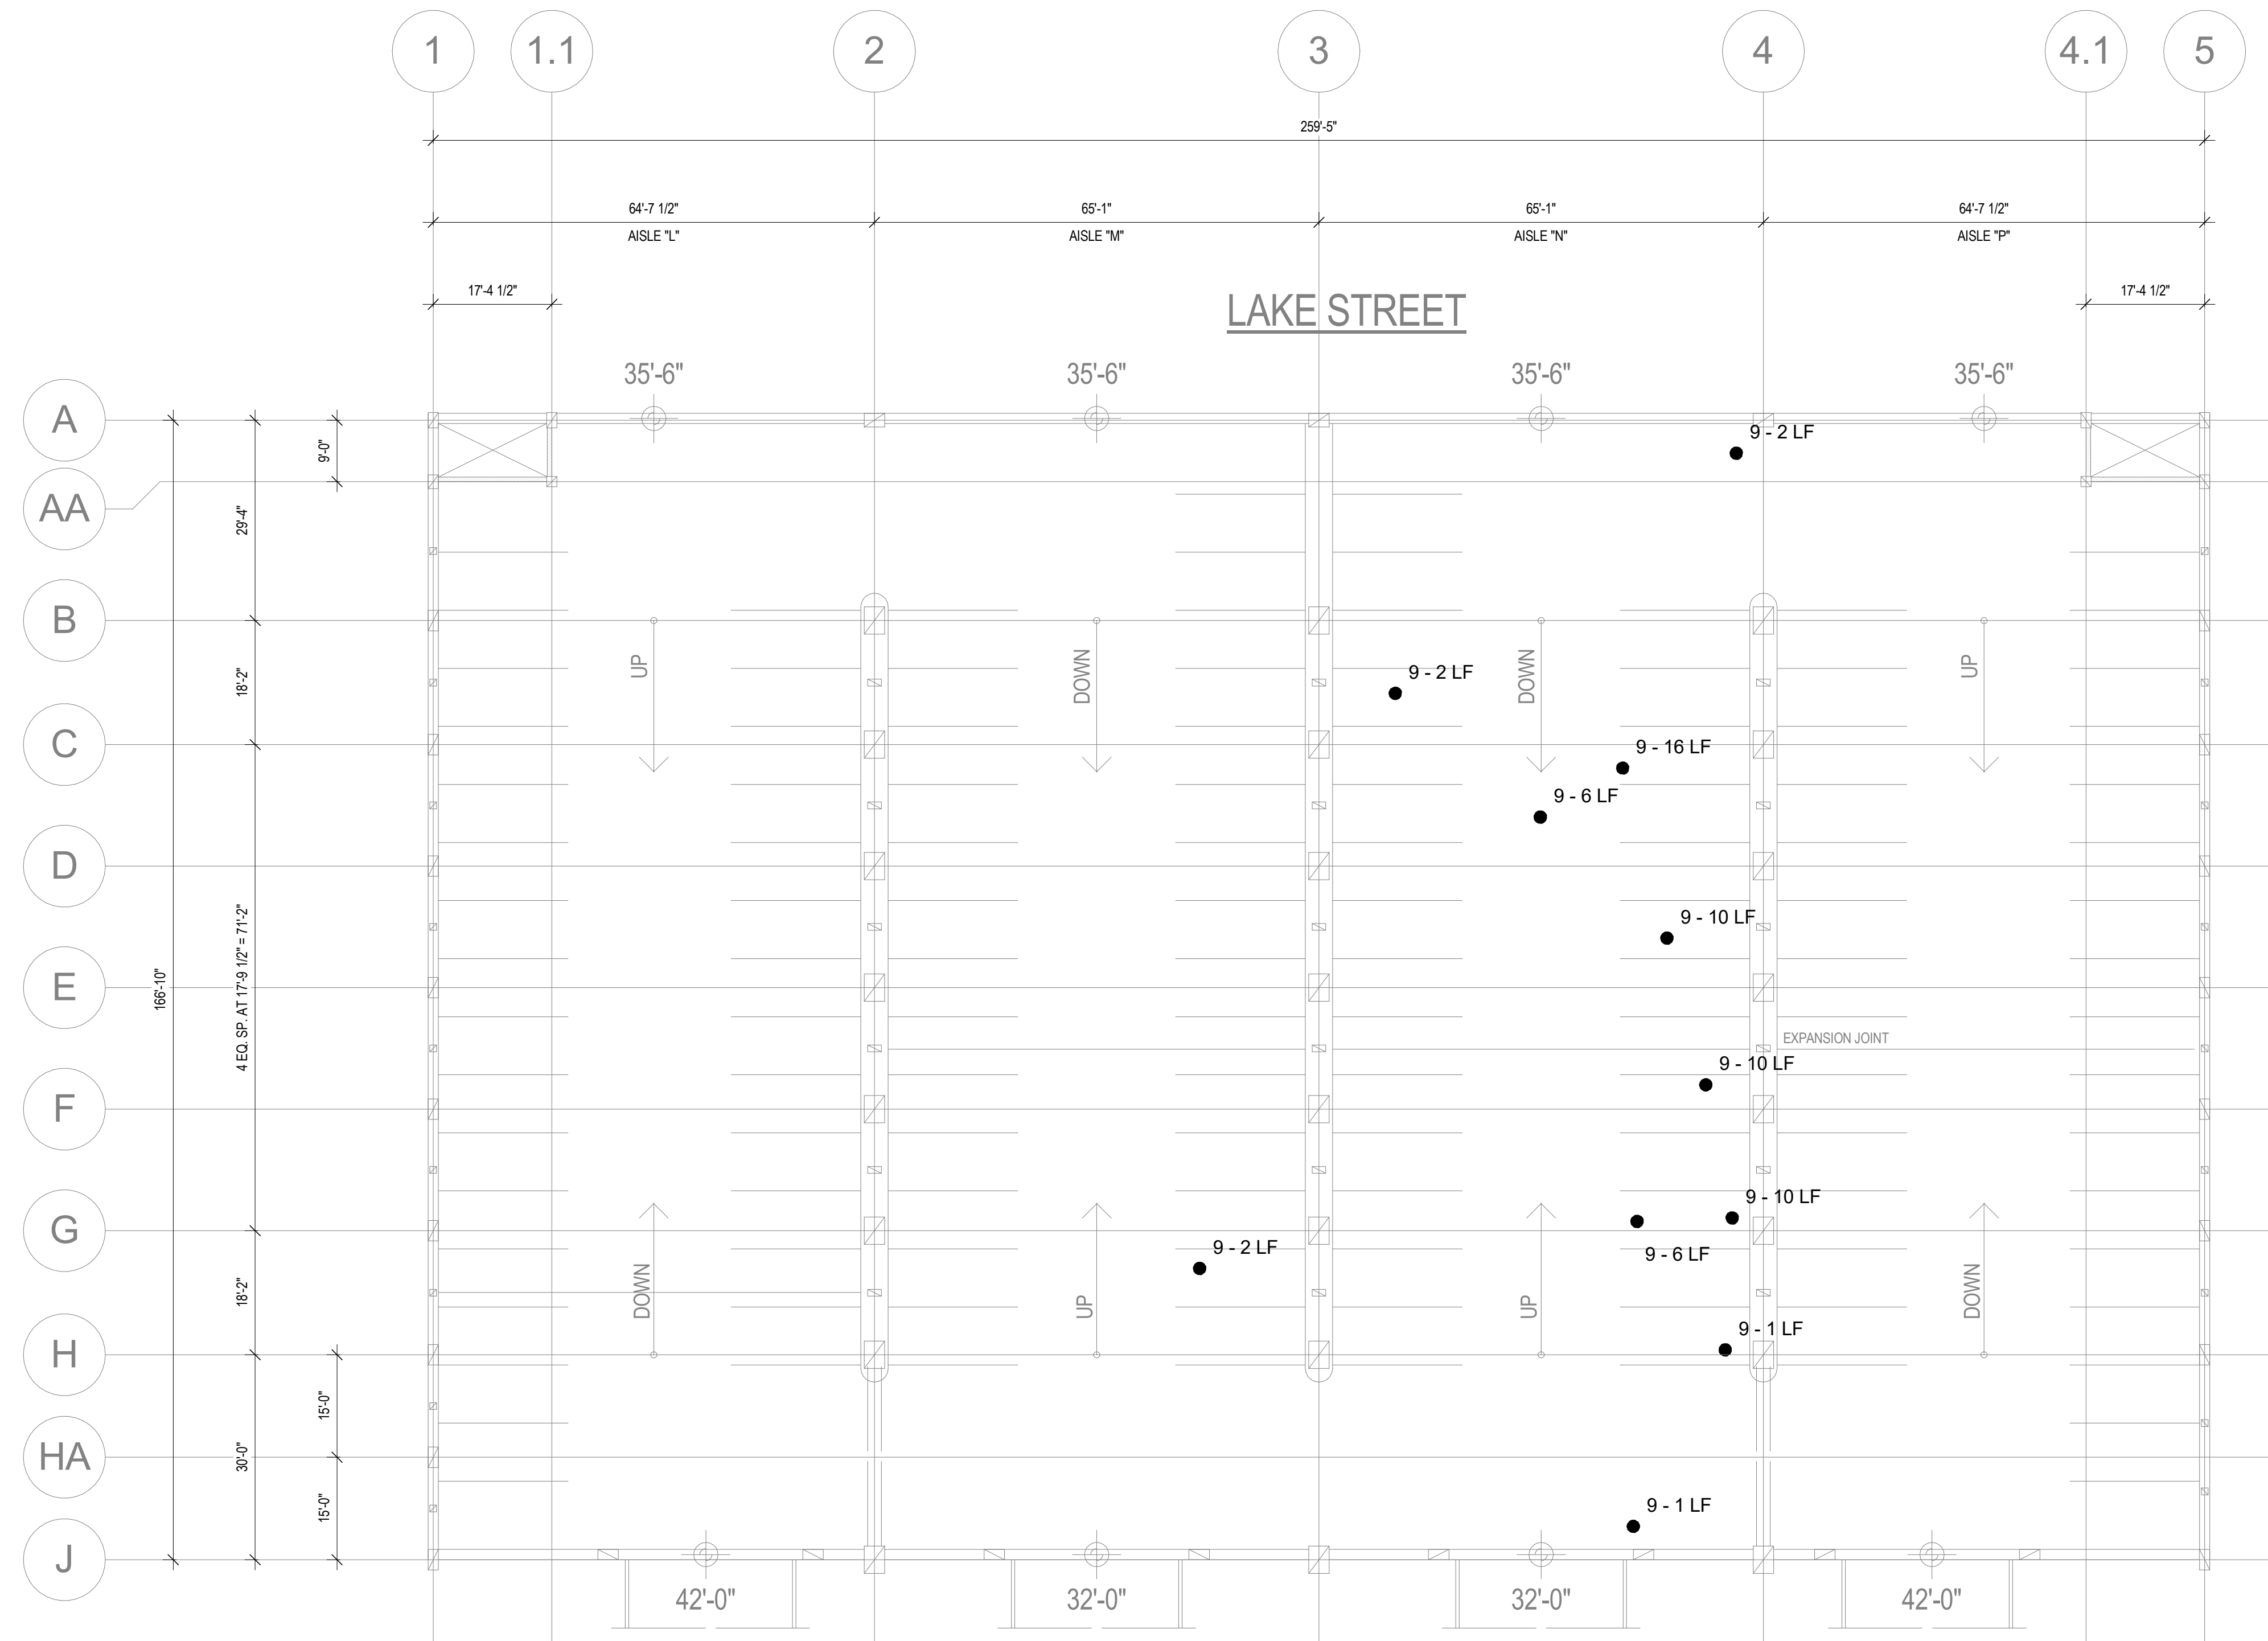 1
1.1
2
3
4
4.1
5
259'-5"
64'-7 1/2"
65'-1"
65'-1"
64'-7 1/2"
AISLE "L"
AISLE "M"
AISLE "N"
AISLE "P"
17'-4 1/2"
17'-4 1/2"
LAKE STREET
35'-6"
35'-6"
35'-6"
35'-6"
A
9'-0"
9 - 2 LF
AA
29'-4"
B
UP
DOWN
DOWN
UP
18'-2"
9 - 2 LF
C
9 - 16 LF
9 - 6 LF
D
9 - 10 LF
4 EQ. SP. AT 17'-9 1/2" = 71'-2"
166'-10"
E
EXPANSION JOINT
9 - 10 LF
F
9 - 10 LF
G
9 - 2 LF
9 - 6 LF
18'-2"
DOWN
UP
UP
DOWN
9 - 1 LF
H
15'-0"
HA
30'-0"
15'-0"
9 - 1 LF
J
42'-0"
32'-0"
32'-0"
42'-0"